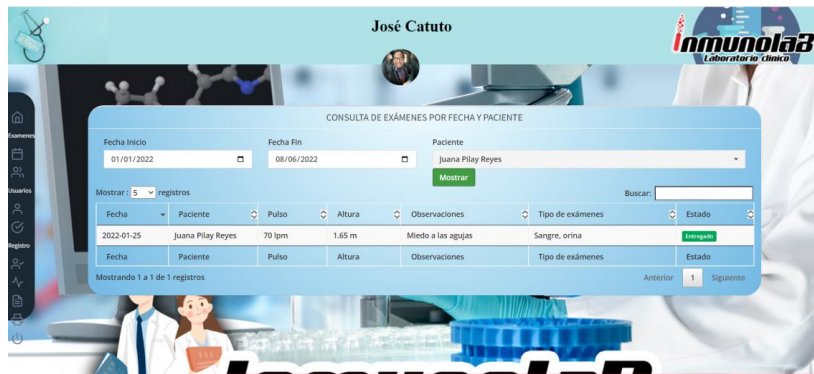 José Catuto
InmunolaB
Laboratorio clínico
CONSULTA DE EXÁMENES POR FECHA Y PACIENTE
Examenes
Usuarios
Registro
Fecha Inicio Fecha Fin Paciente
01/01/2022 08/06/2022 Juana Pilay Reyes
Mostrar
Mostrar : 5 registros Buscar:
Fecha Paciente Pulso Altura Observaciones Tipo de exámenes Estado
2022-01-25 Juana Pilay Reyes 70 lpm 1.65 m Miedo a las agujas Sangre, orina Entregado
Fecha Paciente Pulso Altura Observaciones Tipo de exámenes Estado
Mostrando 1 a 1 de 1 registros Anterior 1 Siguiente
InmunolaB